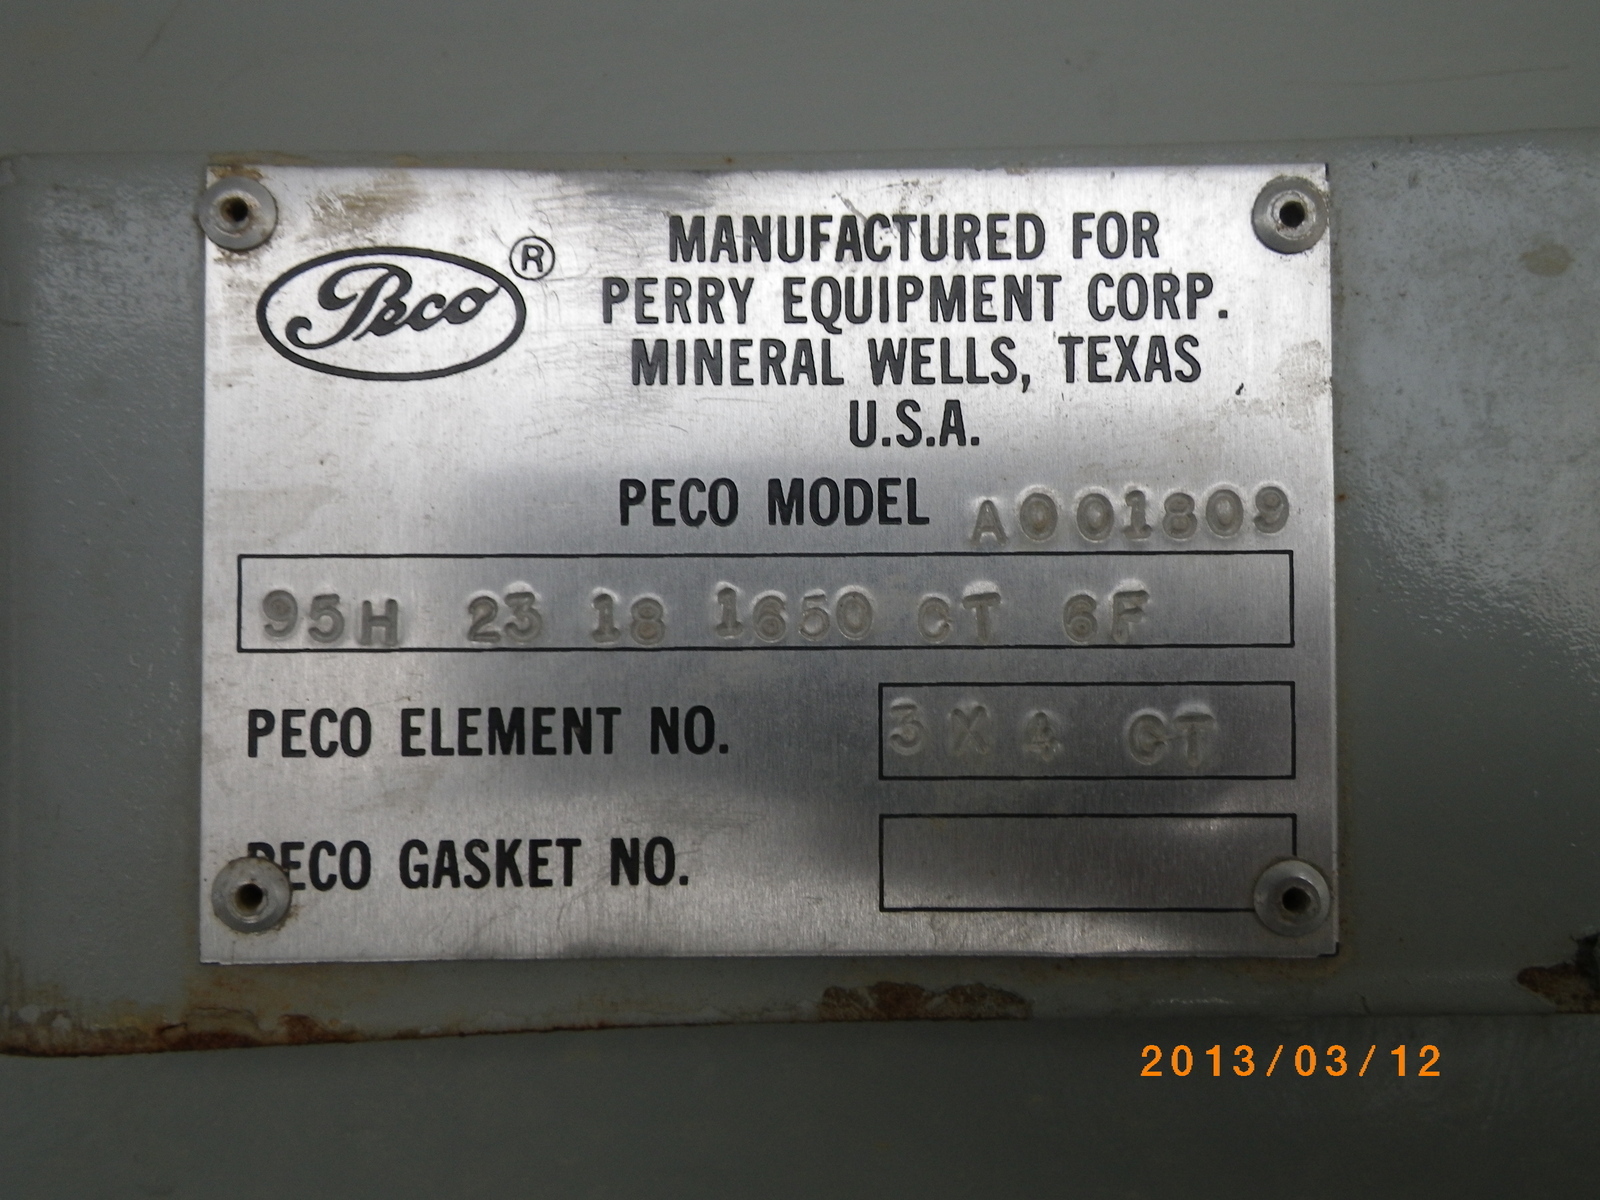 Peco ®
MANUFACTURED FOR
PERRY EQUIPMENT CORP.
MINERAL WELLS, TEXAS
U.S.A.
PECO MODEL A001809
95H 23 18 1650 CT 6F
PECO ELEMENT NO. 3X4 CT
PECO GASKET NO.
2013/03/12